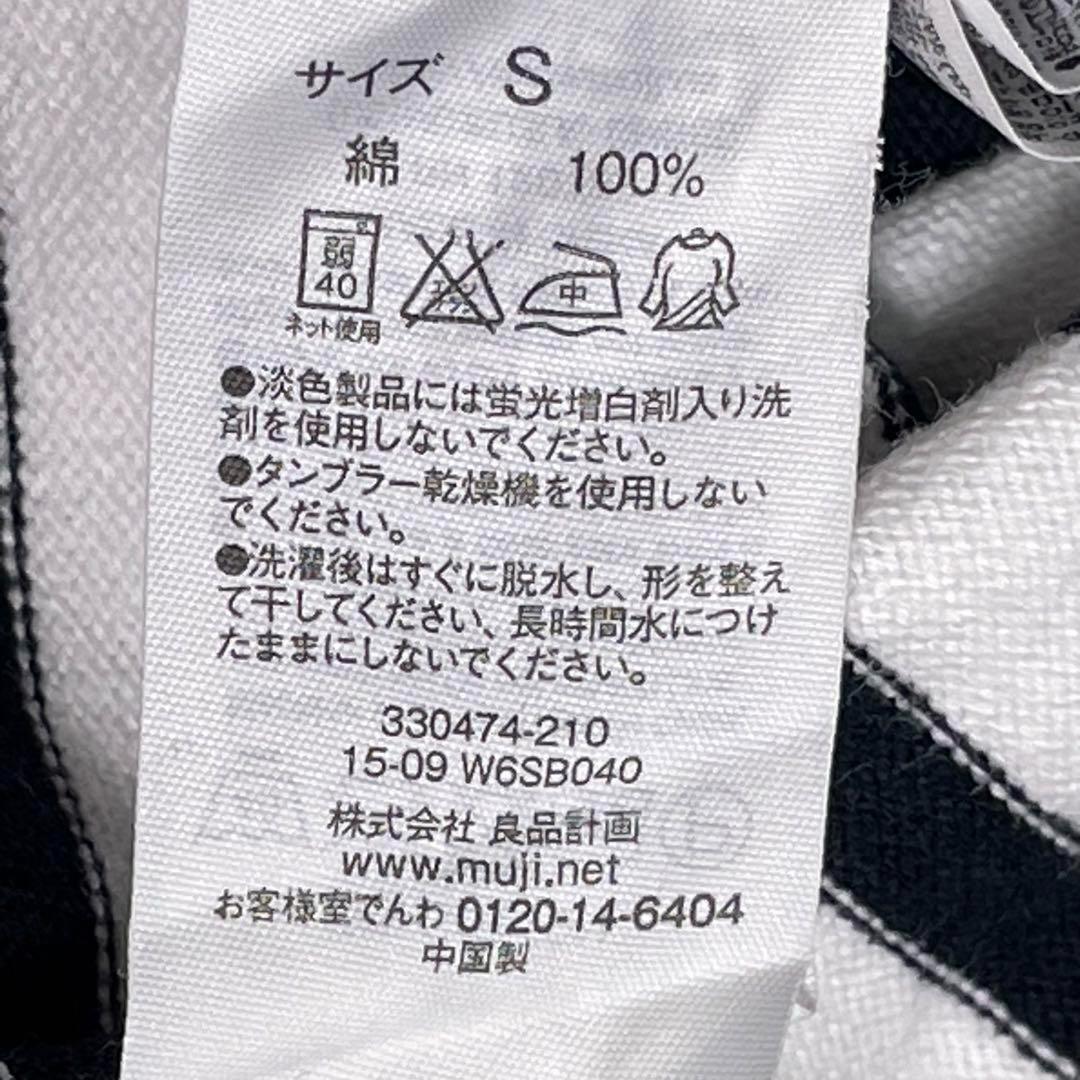 サイズ S
綿 100%
弱
40
ネット使用
中
●淡色製品には蛍光増白剤入り洗
剤を使用しないでください。
●タンブラー乾燥機を使用しない
でください。
●洗濯後はすぐに脱水し、形を整え
て干してください、長時間水につけ
たままにしないでください。
330474-210
15-09 W6SB040
株式会社 良品計画
www.muji.net
お客様室でんわ 0120-14-6404
中国製